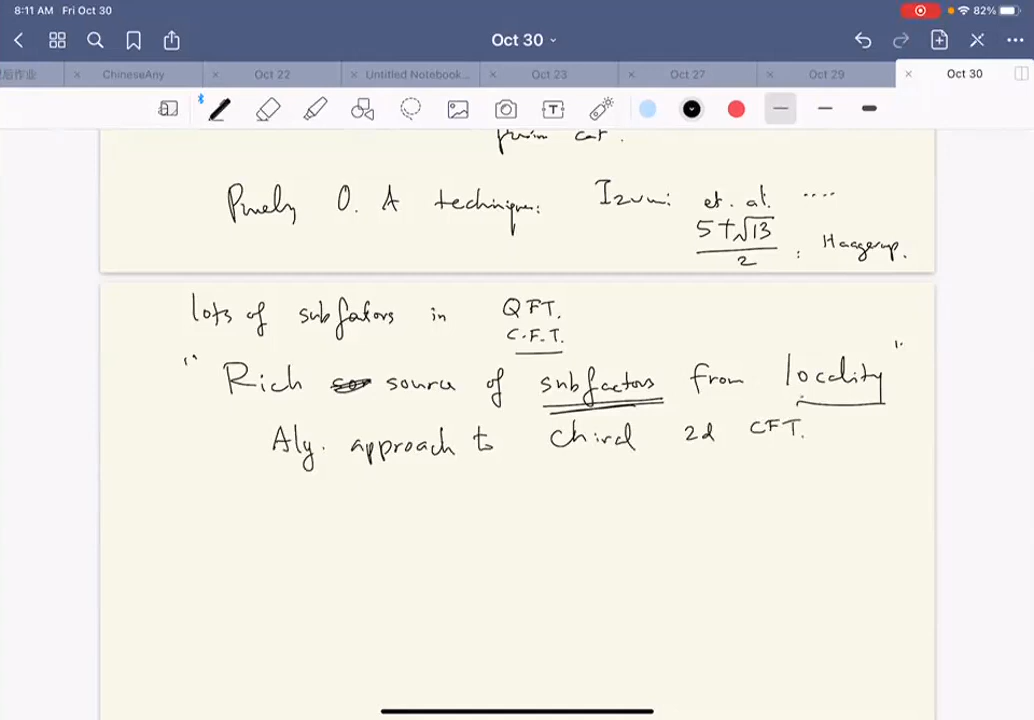 8:11 AM Fri Oct 30
82%
Oct 30
ChineseAny
Oct 22
Untitled Notebook...
Oct 23
Oct 27
Oct 29
Oct 30
from cat.
Purely O. A technique: Izumi et. al. ....
5+√13
2
: Haagerup.
lots of subfactors in QFT.
C.F.T.
"Rich source of subfactors from locality"
Alg. approach to chiral 2d CFT.